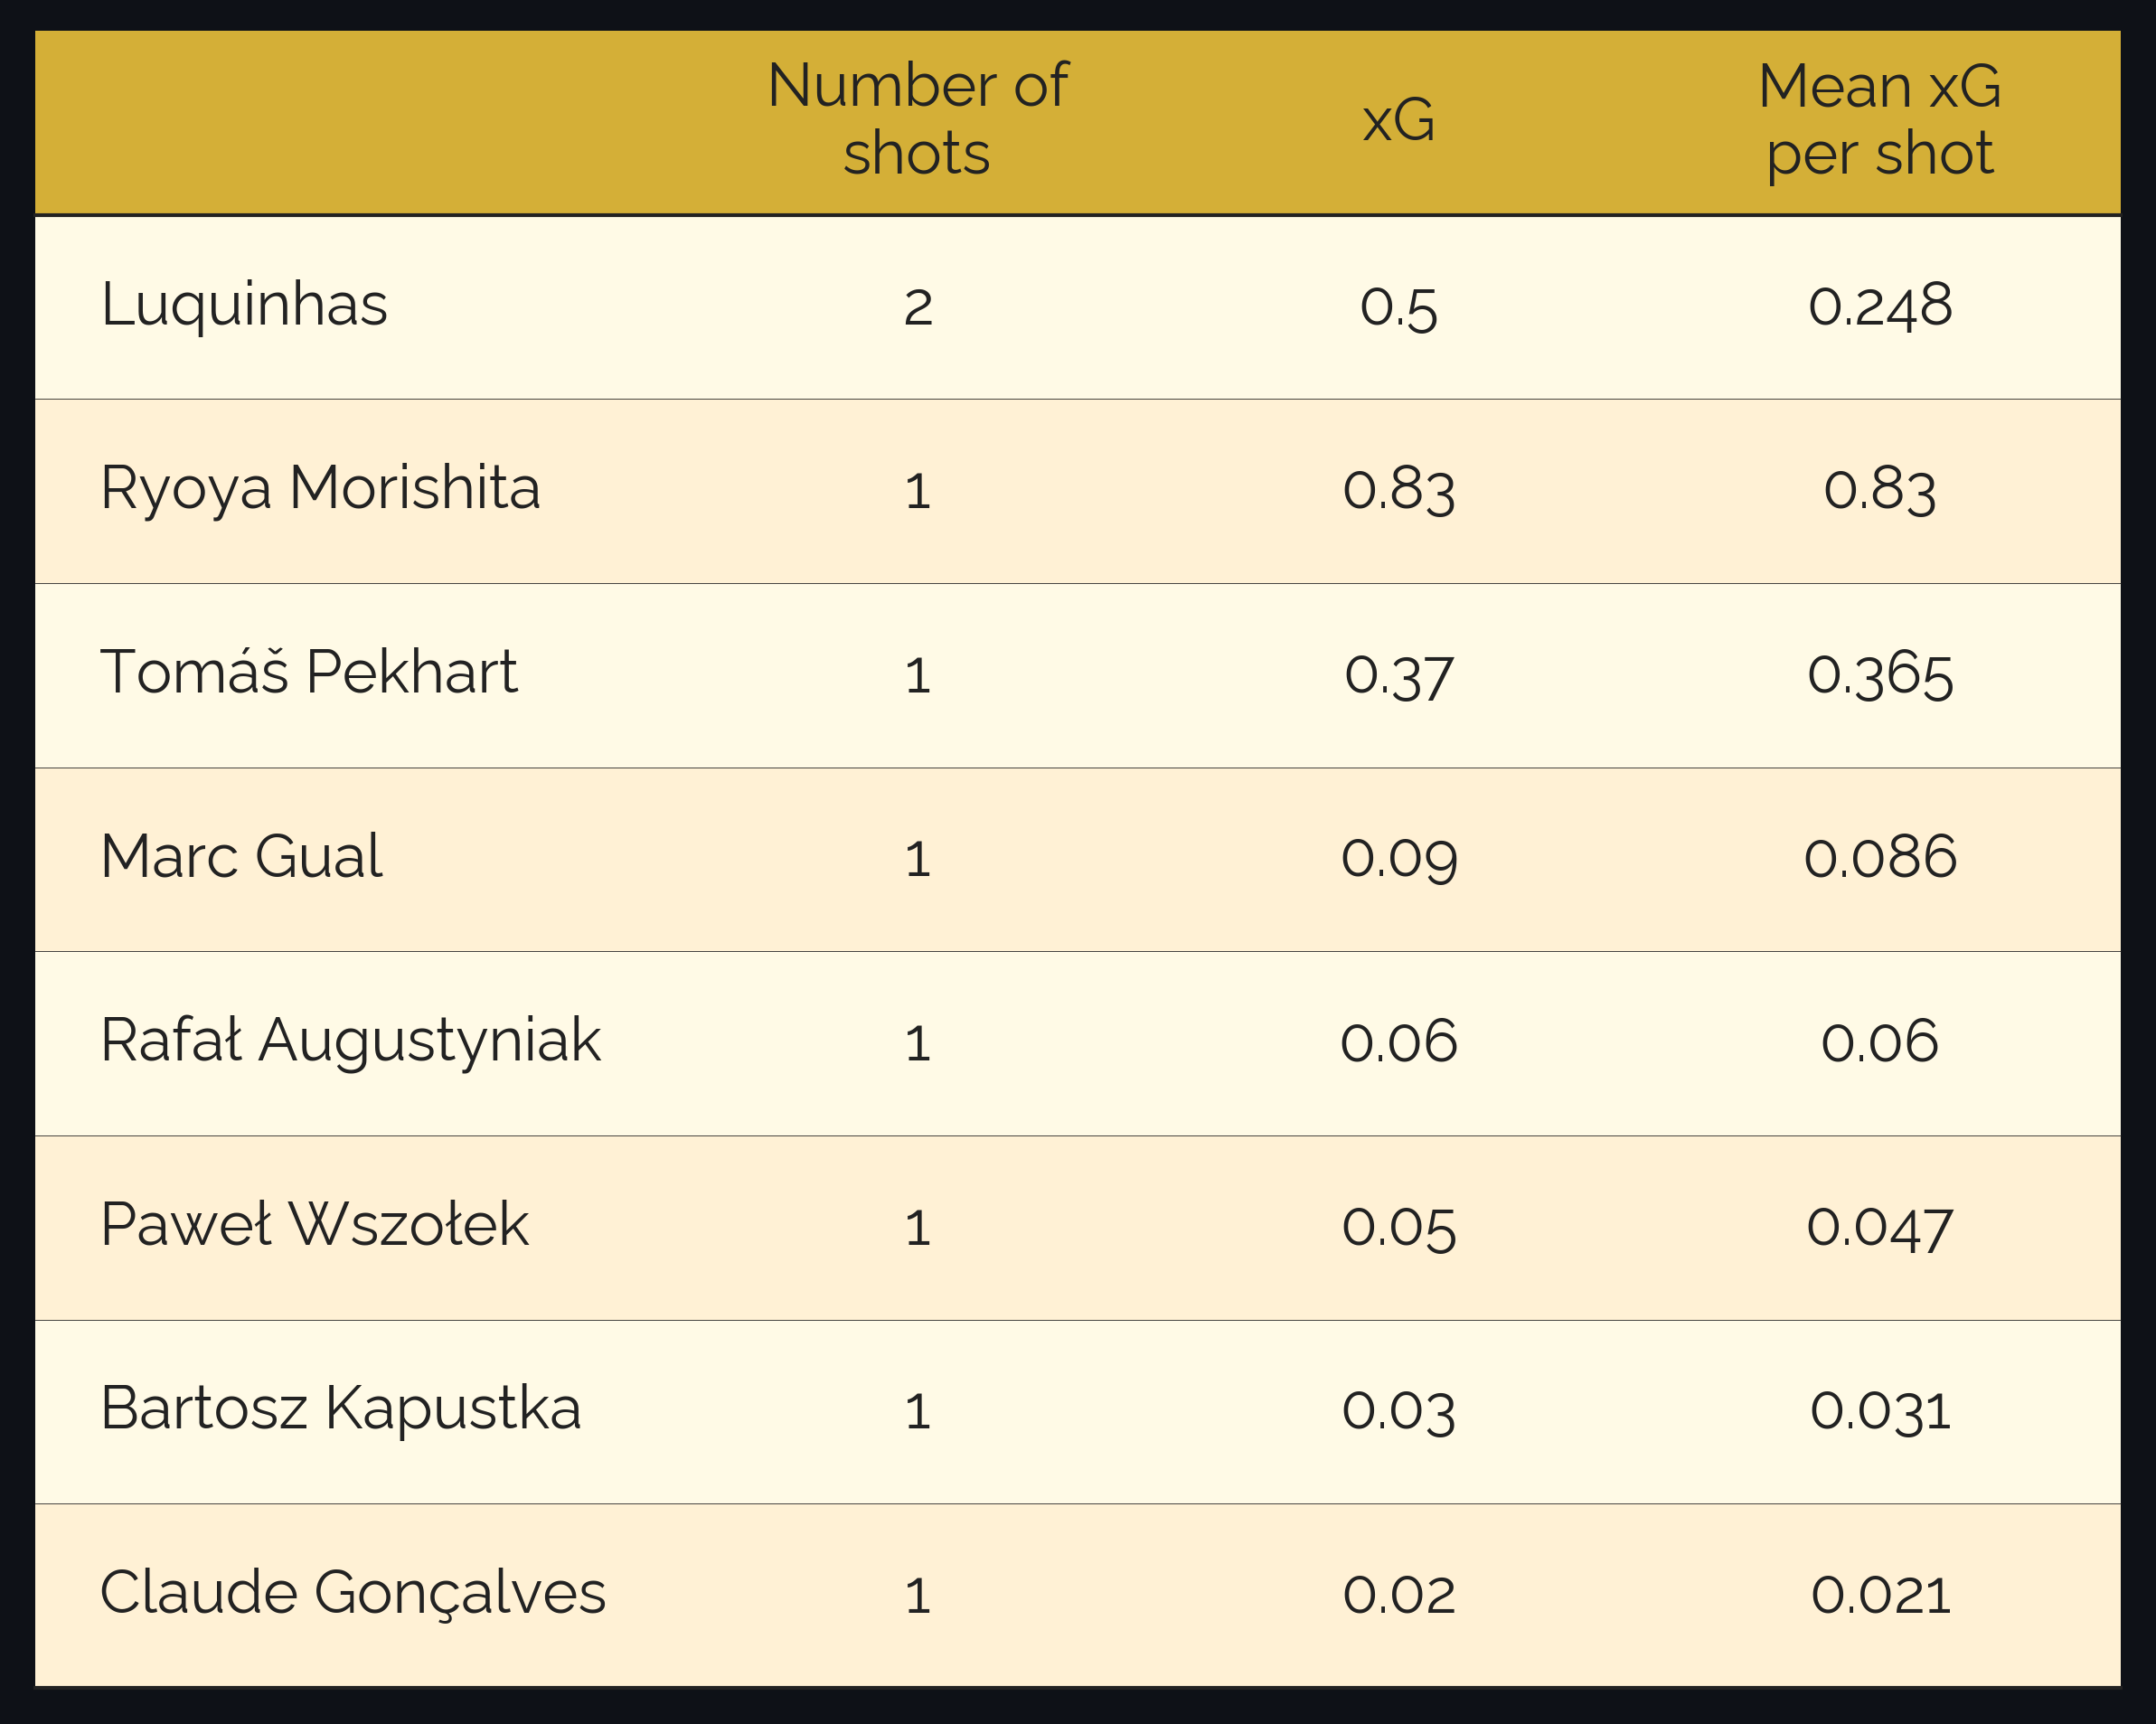 Number of shots xG Mean xG per shot
Luquinhas 2 0.5 0.248
Ryoya Morishita 1 0.83 0.83
Tomáš Pekhart 1 0.37 0.365
Marc Gual 1 0.09 0.086
Rafał Augustyniak 1 0.06 0.06
Paweł Wszołek 1 0.05 0.047
Bartosz Kapustka 1 0.03 0.031
Claude Gonçalves 1 0.02 0.021